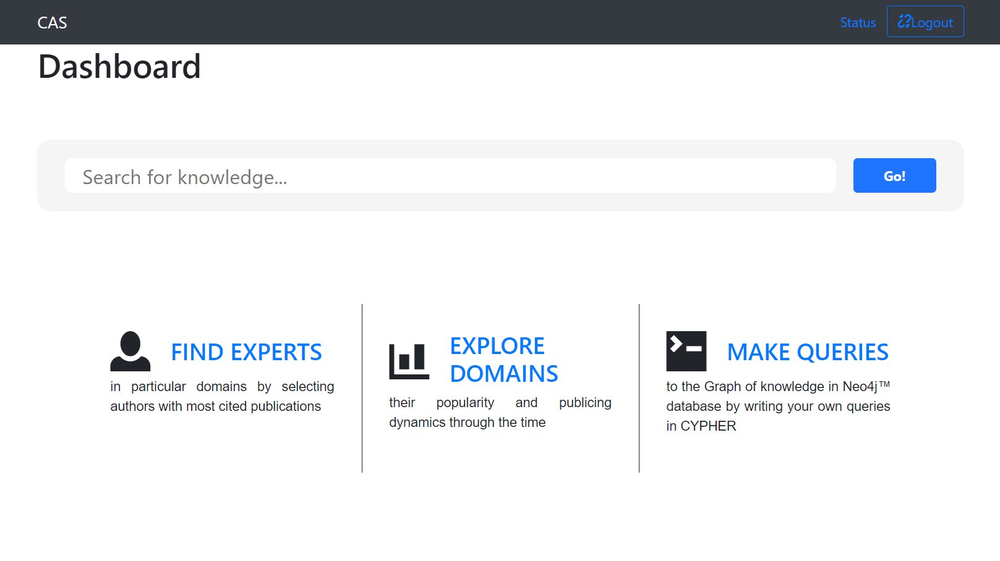 CAS
Status
¿?Logout
Dashboard
Search for knowledge...
Go!
FIND EXPERTS
in particular domains by selecting
authors with most cited publications
EXPLORE
DOMAINS
their popularity and publicing
dynamics through the time
MAKE QUERIES
to the Graph of knowledge in Neo4j™
database by writing your own queries
in CYPHER